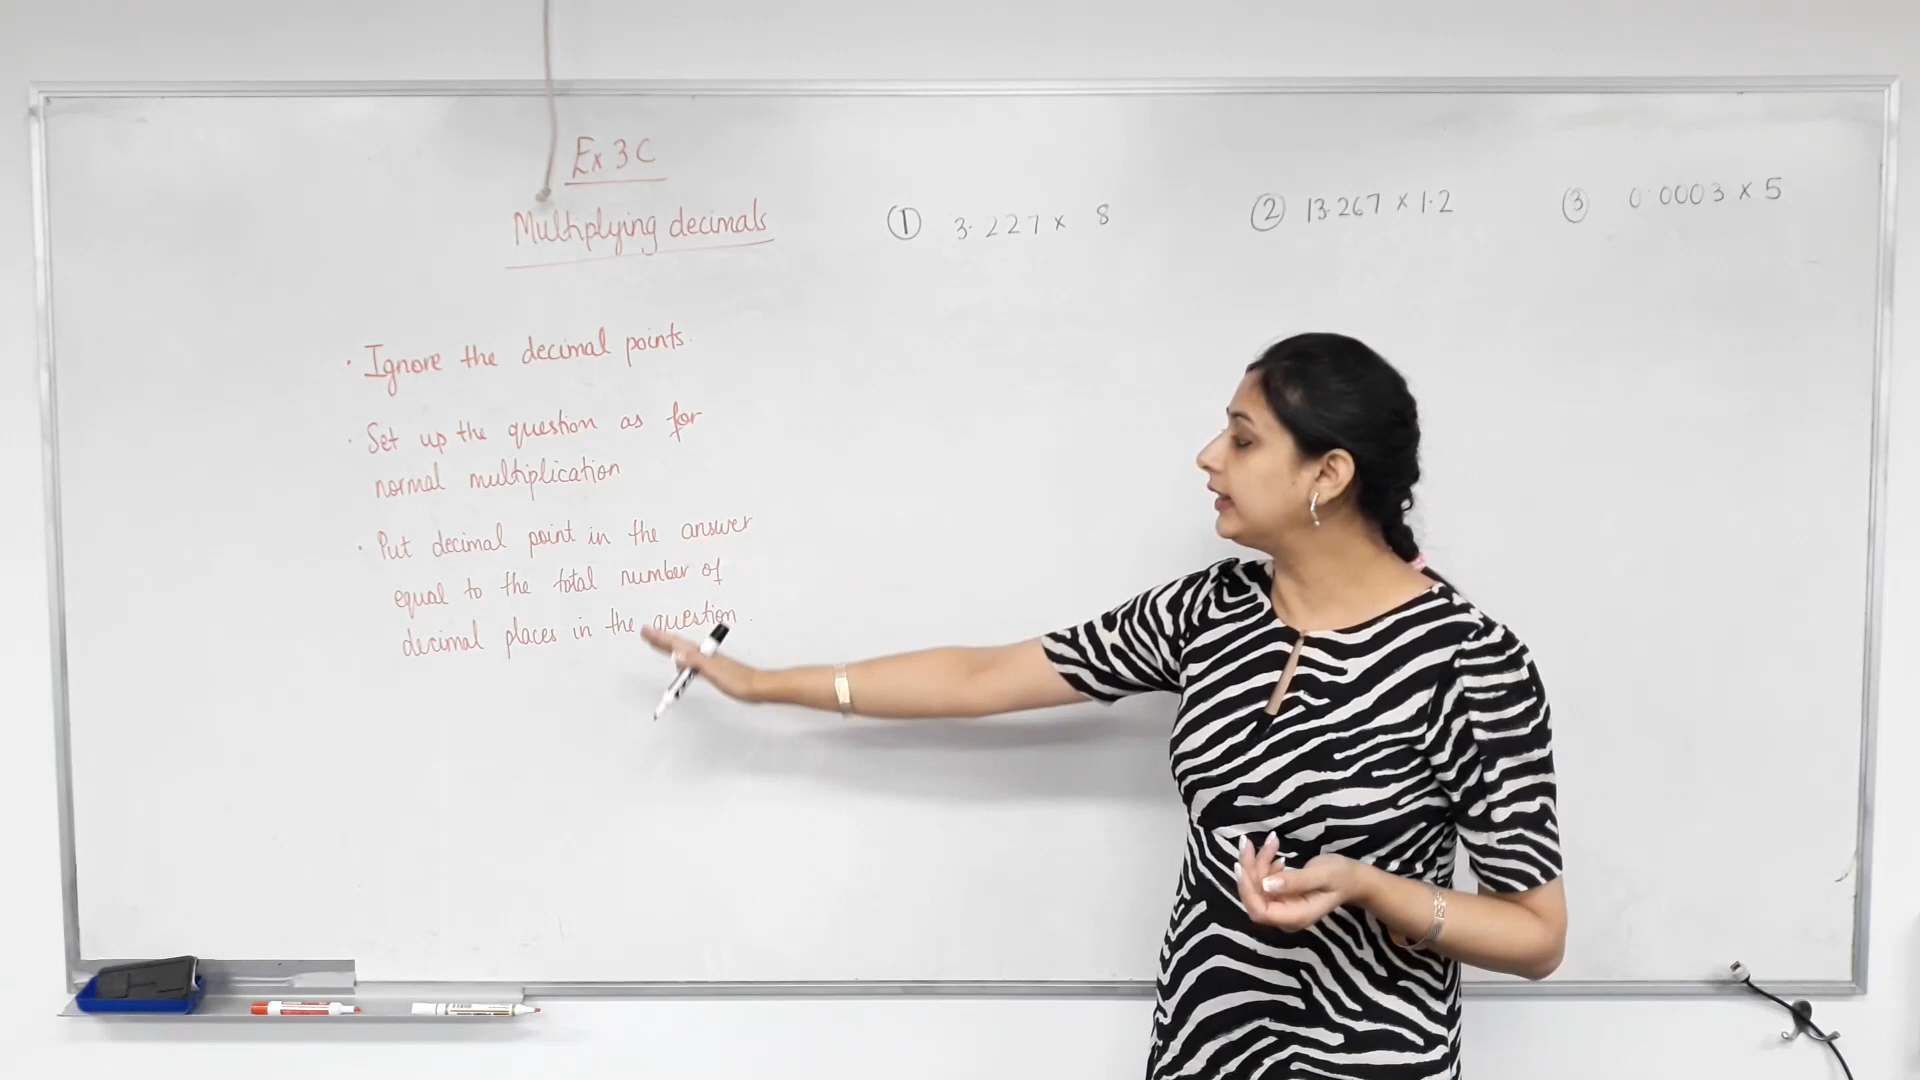 Ex 3C
Multiplying decimals
① 3.227 × 8
② 13.267 × 1.2
③ 0.0003 × 5
· Ignore the decimal points.
· Set up the question as for
normal multiplication
· Put decimal point in the answer
equal to the total number of
decimal places in the question.